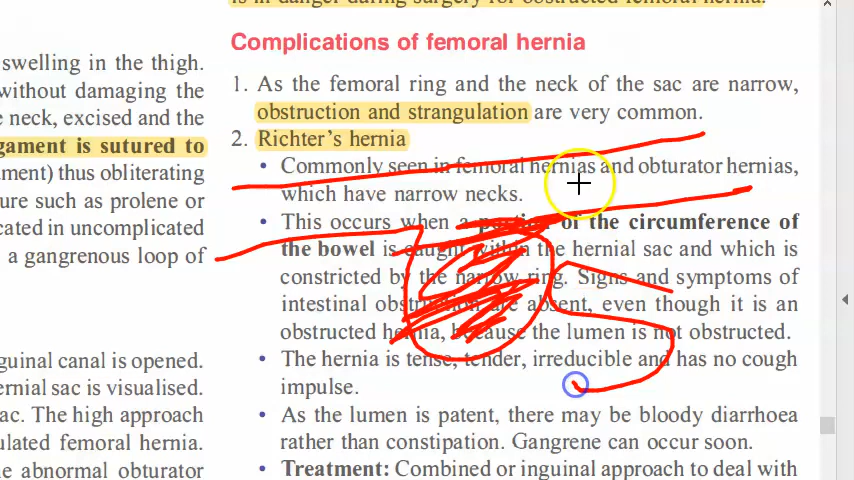 is in danger during surgery for obstructed femoral hernia.
swelling in the thigh.
without damaging the
e neck, excised and the
gament is sutured to
ament) thus obliterating
ture such as prolene or
cated in uncomplicated
a gangrenous loop of
nguinal canal is opened.
ernial sac is visualised.
ac. The high approach
ulated femoral hernia.
he abnormal obturator
Complications of femoral hernia
1. As the femoral ring and the neck of the sac are narrow,
obstruction and strangulation are very common.
2. Richter's hernia
• Commonly seen in femoral hernias and obturator hernias,
which have narrow necks.
• This occurs when a portion of the circumference of
the bowel is caught within the hernial sac and which is
constricted by the narrow ring. Signs and symptoms of
intestinal obstruction are absent, even though it is an
obstructed hernia, because the lumen is not obstructed.
• The hernia is tense, tender, irreducible and has no cough
impulse.
• As the lumen is patent, there may be bloody diarrhoea
rather than constipation. Gangrene can occur soon.
• Treatment: Combined or inguinal approach to deal with